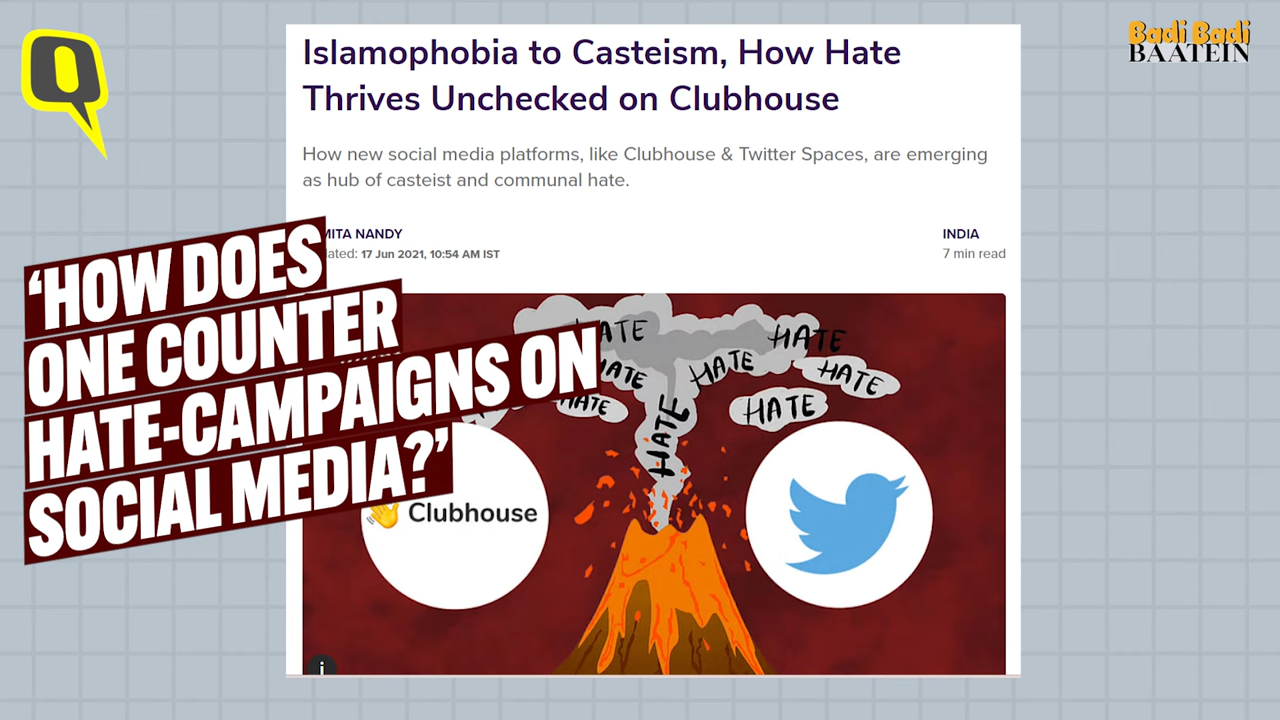 Badi Badi
BAATEIN
Islamophobia to Casteism, How Hate
Thrives Unchecked on Clubhouse
How new social media platforms, like Clubhouse & Twitter Spaces, are emerging
as hub of casteist and communal hate.
NANDY
INDIA
17 Jun 2021, 10:54 AM IST
7 min read
‘HOW DOES
ONE COUNTER
HATE-CAMPAIGNS ON
SOCIAL MEDIA?’
HATE
HATE
HATE
HATE
HATE
HATE
HATE
HATE
Clubhouse
i